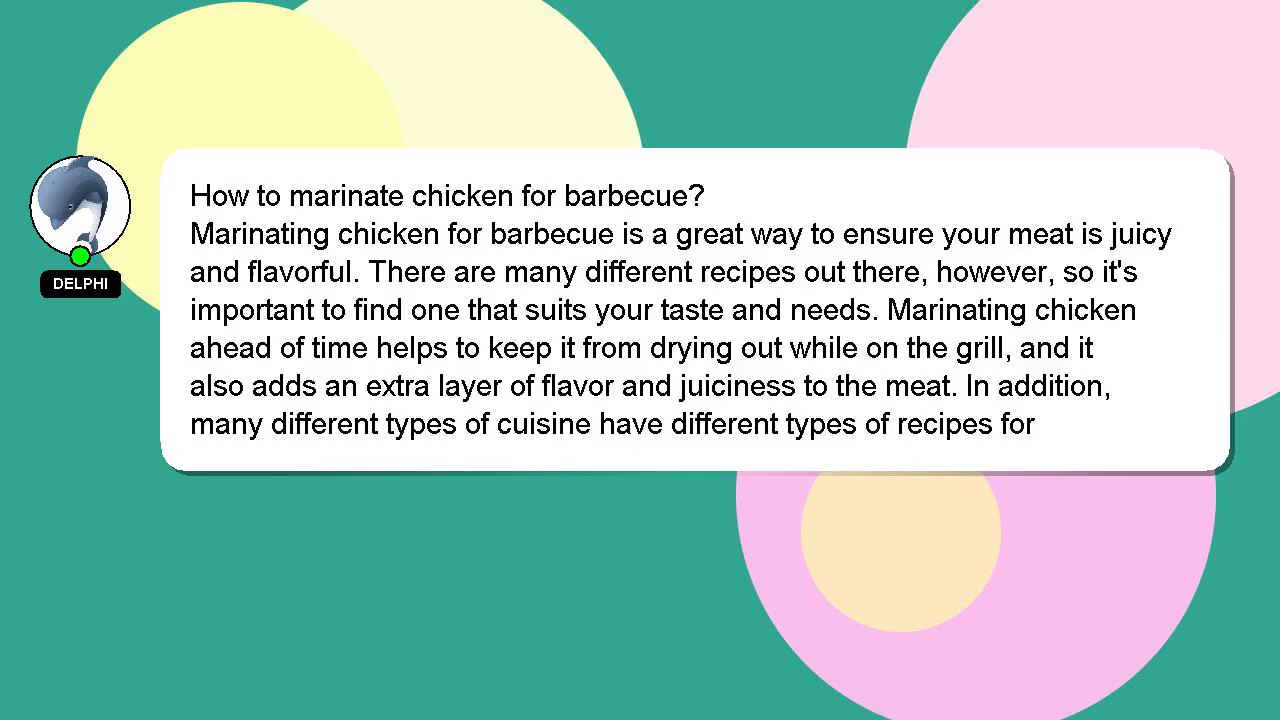 How to marinate chicken for barbecue?
Marinating chicken for barbecue is a great way to ensure your meat is juicy
and flavorful. There are many different recipes out there, however, so it's
important to find one that suits your taste and needs. Marinating chicken
ahead of time helps to keep it from drying out while on the grill, and it
also adds an extra layer of flavor and juiciness to the meat. In addition,
many different types of cuisine have different types of recipes for
DELPHI